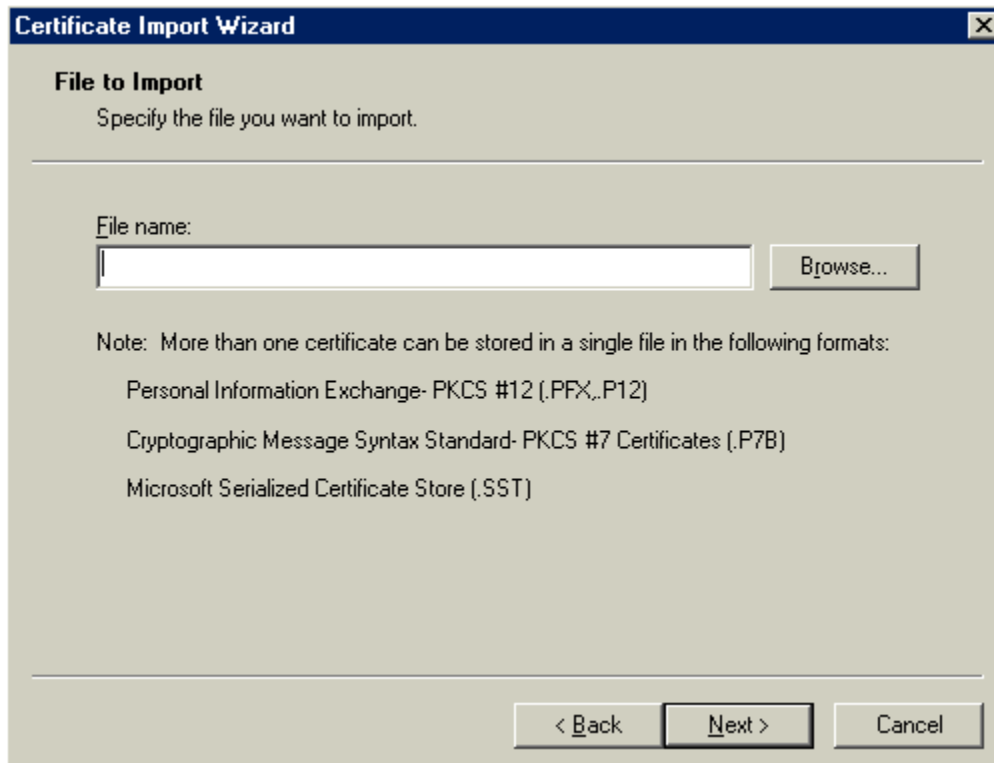 Certificate Import Wizard
File to Import
Specify the file you want to import.
File name:
Browse...
Note:  More than one certificate can be stored in a single file in the following formats:
Personal Information Exchange- PKCS #12 (.PFX,.P12)
Cryptographic Message Syntax Standard- PKCS #7 Certificates (.P7B)
Microsoft Serialized Certificate Store (.SST)
< Back
Next >
Cancel